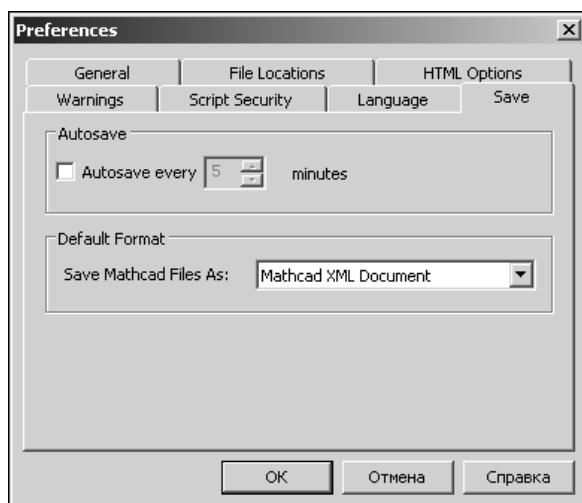 Preferences
General File Locations HTML Options
Warnings Script Security Language Save
Autosave
Autosave every 5 minutes
Default Format
Save Mathcad Files As: Mathcad XML Document
OK Отмена Справка